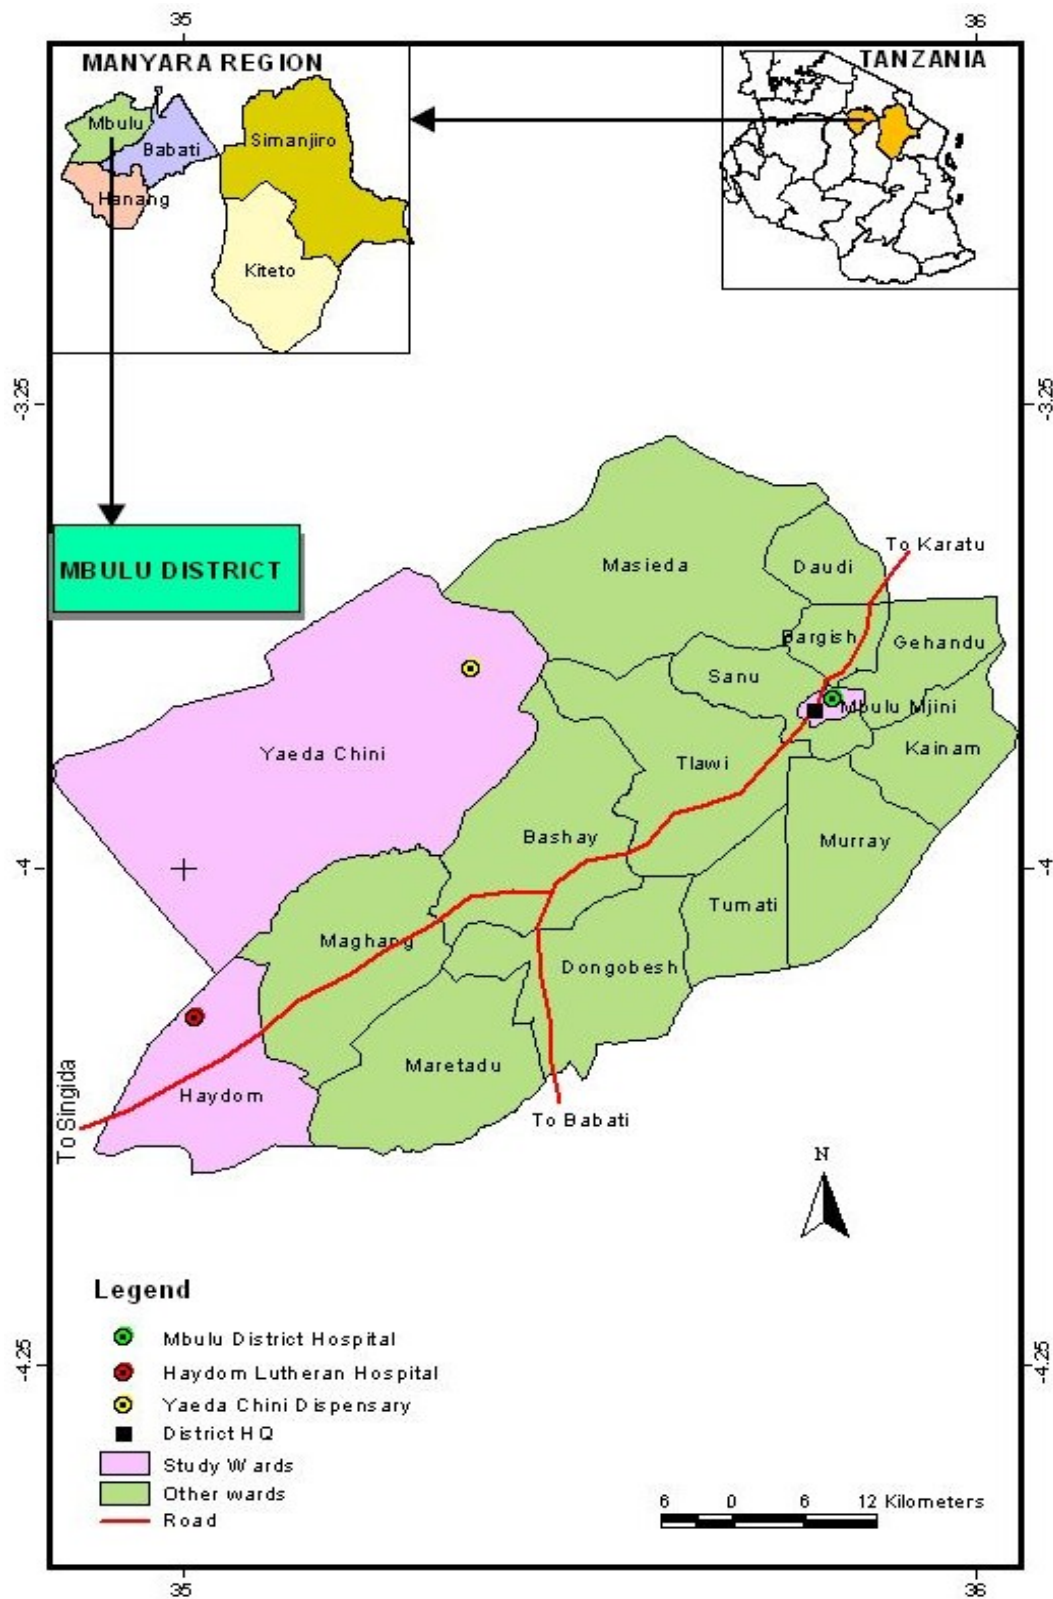 35
36
MANYARA REGION
TANZANIA
Mbulu
Babati
Simanjiro
Hanang
Kiteto
-3.25
-3.25
MBULU DISTRICT
To Karatu
Masieda
Daudi
Bargish
Gehandu
Sanu
Mbulu Mjini
Yaeda Chini
Tlawi
Kainam
Bashay
Murray
-4
-4
Tumati
Maghang
Dongobesh
Maretadu
Haydom
To Singida
To Babati
N
Legend
Mbulu District Hospital
Haydom Lutheran Hospital
Yaeda Chini Dispensary
District HQ
Study Wards
Other wards
Road
6 0 6 12 Kilometers
-4.25
-4.25
35
36